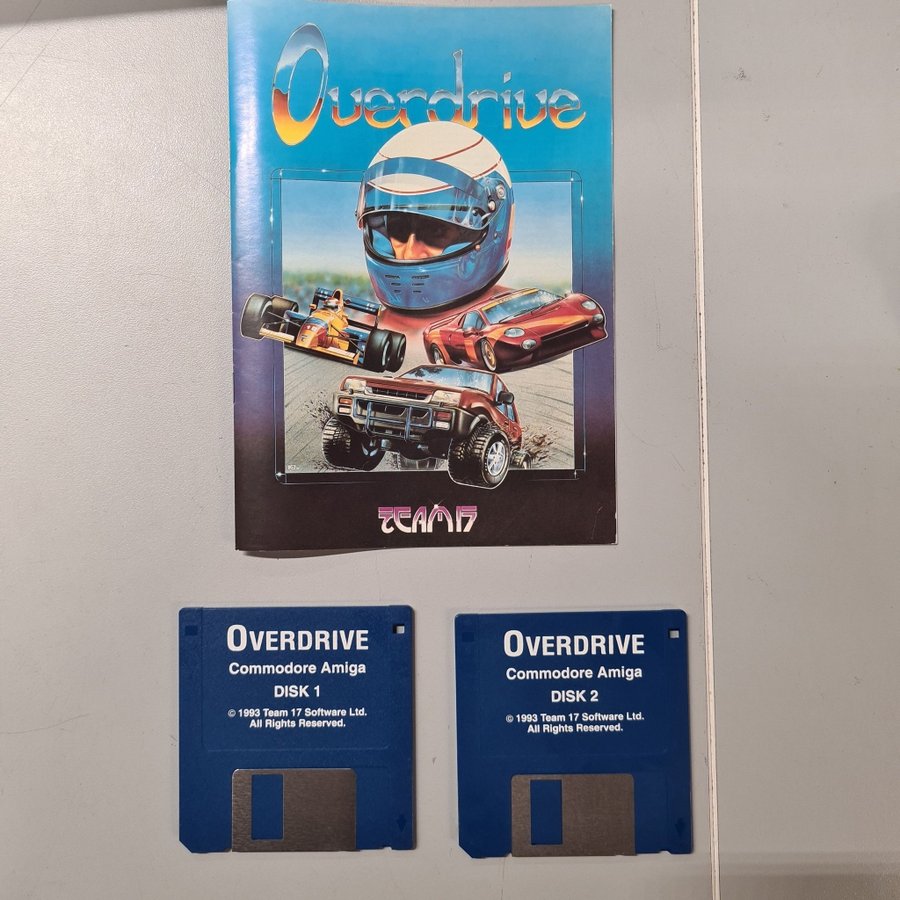 Overdrive
TEAM 17
OVERDRIVE
Commodore Amiga
DISK 1
© 1993 Team 17 Software Ltd.
All Rights Reserved.
OVERDRIVE
Commodore Amiga
DISK 2
© 1993 Team 17 Software Ltd.
All Rights Reserved.